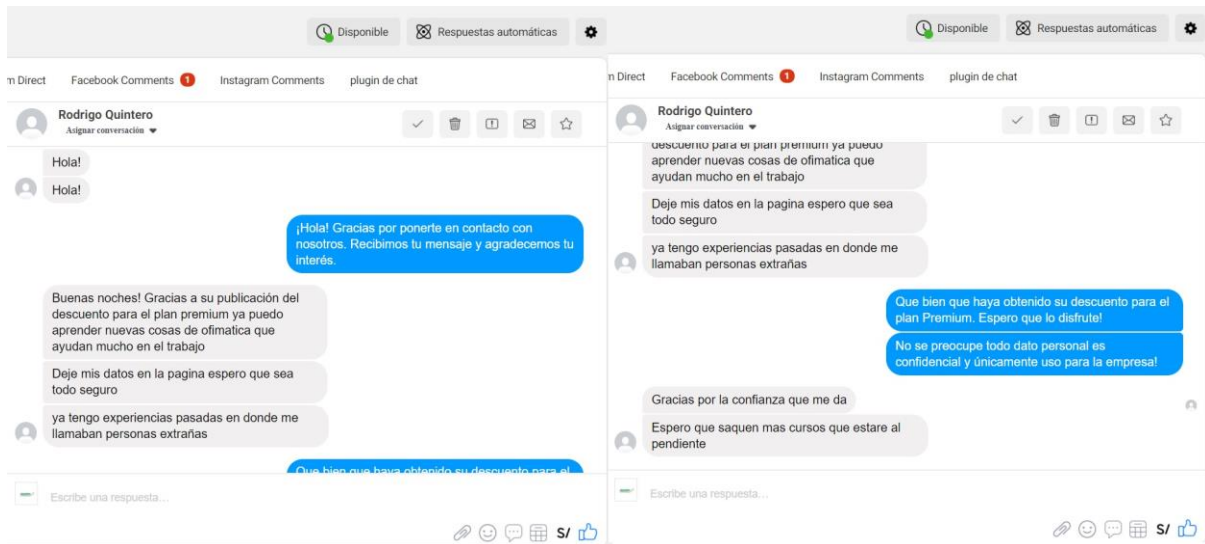 Disponible
Respuestas automáticas
m Direct
Facebook Comments 1
Instagram Comments
plugin de chat
Rodrigo Quintero
Asignar conversación
Hola!
Hola!
¡Hola! Gracias por ponerte en contacto con
nosotros. Recibimos tu mensaje y agradecemos tu
interés.
Buenas noches! Gracias a su publicación del
descuento para el plan premium ya puedo
aprender nuevas cosas de ofimatica que
ayudan mucho en el trabajo
Deje mis datos en la pagina espero que sea
todo seguro
ya tengo experiencias pasadas en donde me
llamaban personas extrañas
Que bien que haya obtenido su descuento para el
Escribe una respuesta...
S/
Disponible
Respuestas automáticas
n Direct
Facebook Comments 1
Instagram Comments
plugin de chat
Rodrigo Quintero
Asignar conversación
descuento para el plan premium ya puedo
aprender nuevas cosas de ofimatica que
ayudan mucho en el trabajo
Deje mis datos en la pagina espero que sea
todo seguro
ya tengo experiencias pasadas en donde me
llamaban personas extrañas
Que bien que haya obtenido su descuento para el
plan Premium. Espero que lo disfrute!
No se preocupe todo dato personal es
confidencial y únicamente uso para la empresa!
Gracias por la confianza que me da
Espero que saquen mas cursos que estare al
pendiente
Escribe una respuesta...
S/